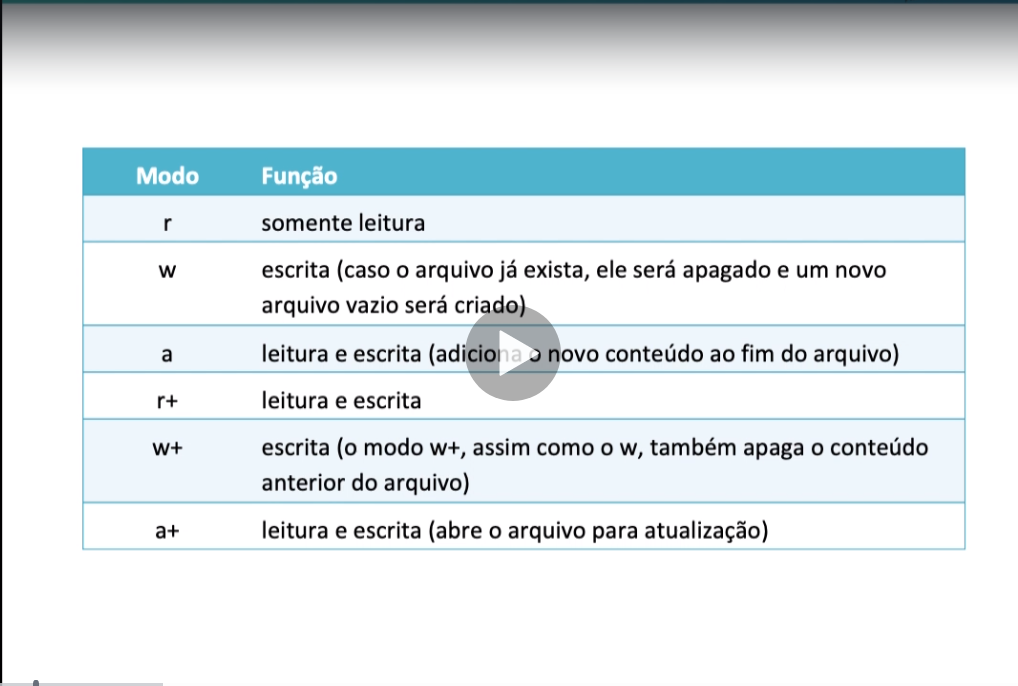 Modo Função
r somente leitura
w escrita (caso o arquivo já exista, ele será apagado e um novo
arquivo vazio será criado)
a leitura e escrita (adiciona o novo conteúdo ao fim do arquivo)
r+ leitura e escrita
w+ escrita (o modo w+, assim como o w, também apaga o conteúdo
anterior do arquivo)
a+ leitura e escrita (abre o arquivo para atualização)